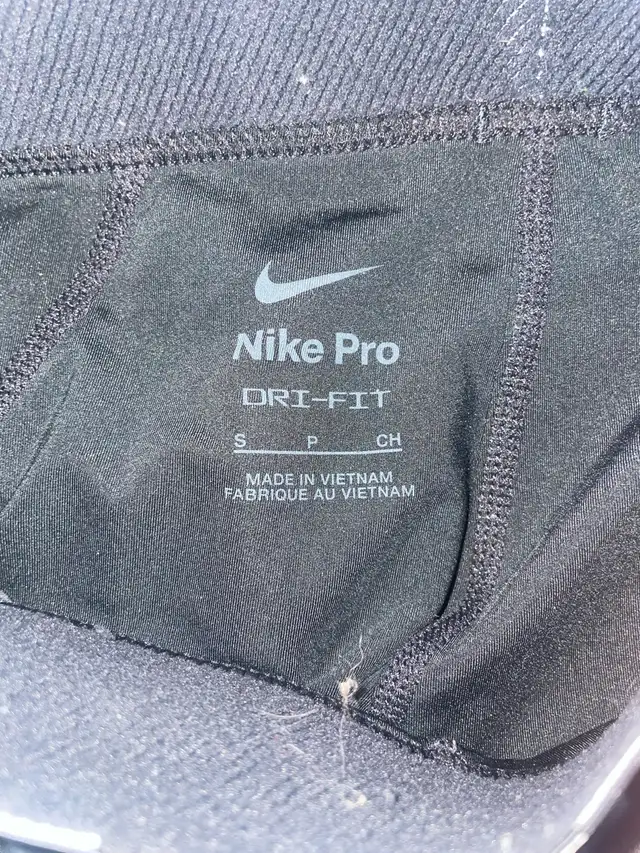 Nike Pro
DRI-FIT
S P CH
MADE IN VIETNAM
FABRIQUE AU VIETNAM